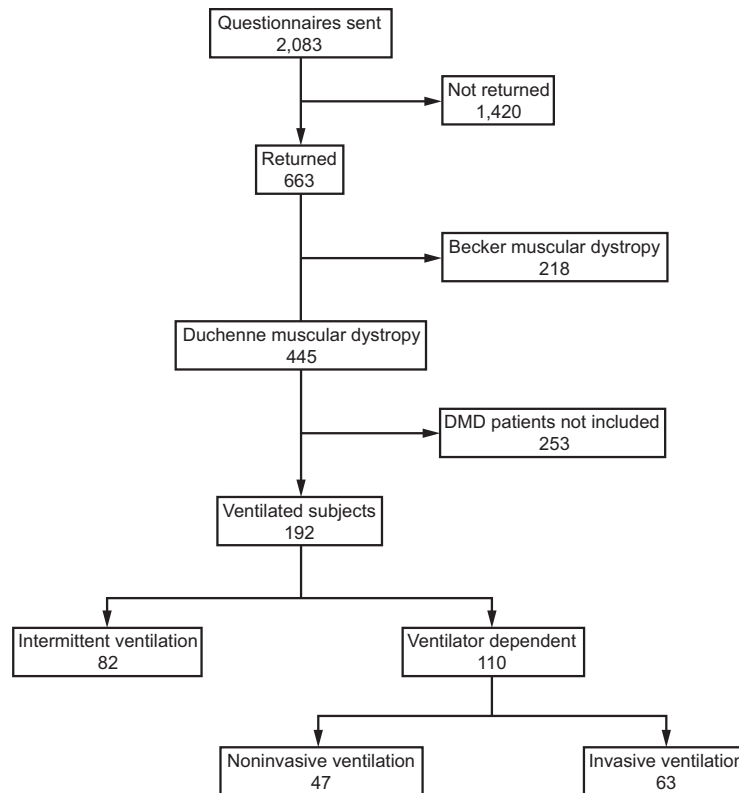 Questionnaires sent
2,083
Not returned
1,420
Returned
663
Becker muscular dystropy
218
Duchenne muscular dystropy
445
DMD patients not included
253
Ventilated subjects
192
Intermittent ventilation
82
Ventilator dependent
110
Noninvasive ventilation
47
Invasive ventilation
63